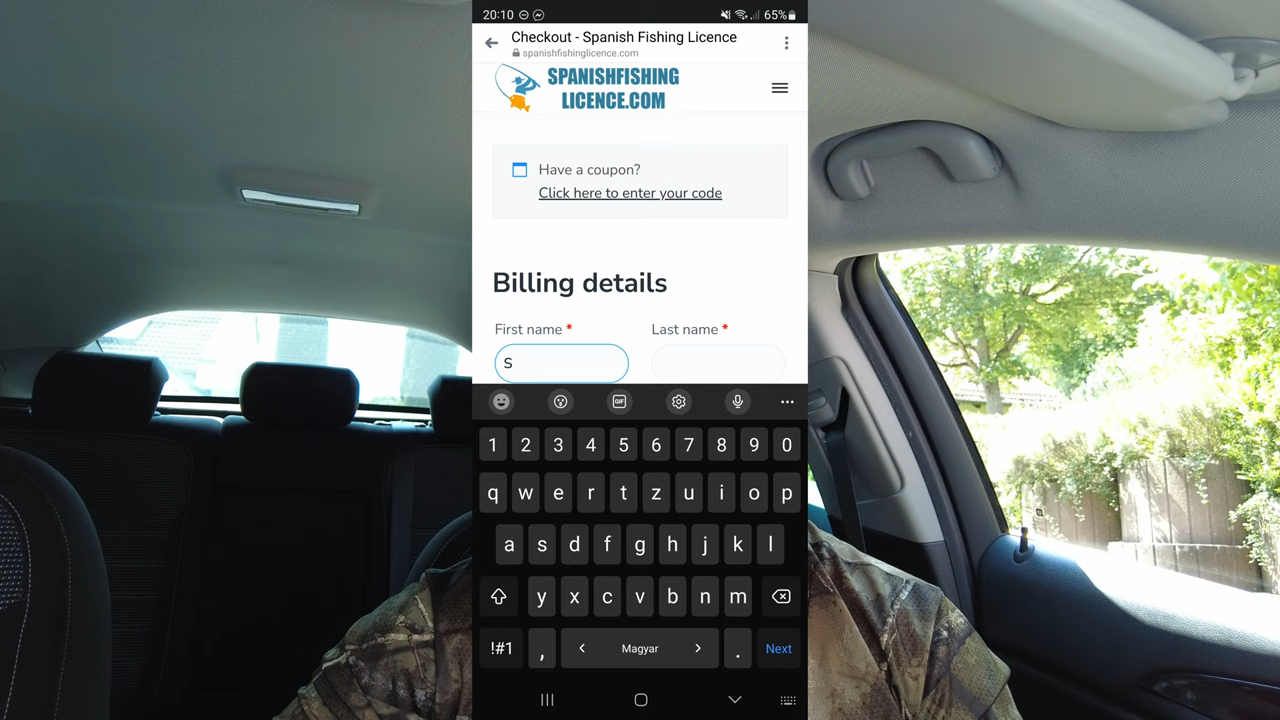 20:10 65%
Checkout - Spanish Fishing Licence
spanishfishinglicence.com
SPANISHFISHING
LICENCE.COM
Have a coupon?
Click here to enter your code
Billing details
First name * Last name *
S
GIF
1 2 3 4 5 6 7 8 9 0
q w e r t z u i o p
a s d f g h j k l
y x c v b n m
!#1 , < Magyar > . Next